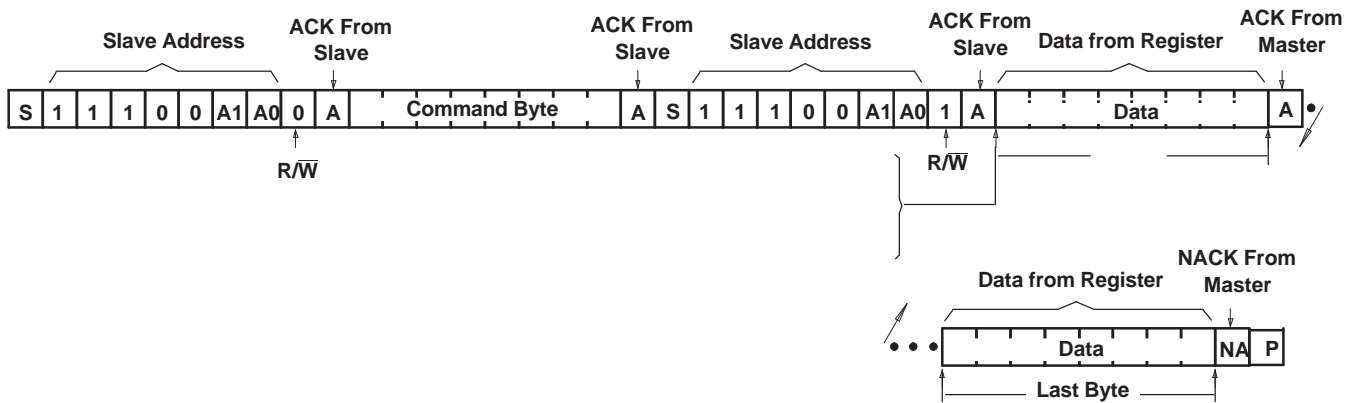 Slave Address
ACK From
Slave
ACK From
Slave
Slave Address
ACK From
Slave
Data from Register
ACK From
Master
S 1 1 1 0 0 A1 A0 0 A Command Byte A S 1 1 1 0 0 A1 A0 1 A Data A
R/W̅
R/W̅
Data from Register
NACK From
Master
Data NA P
Last Byte